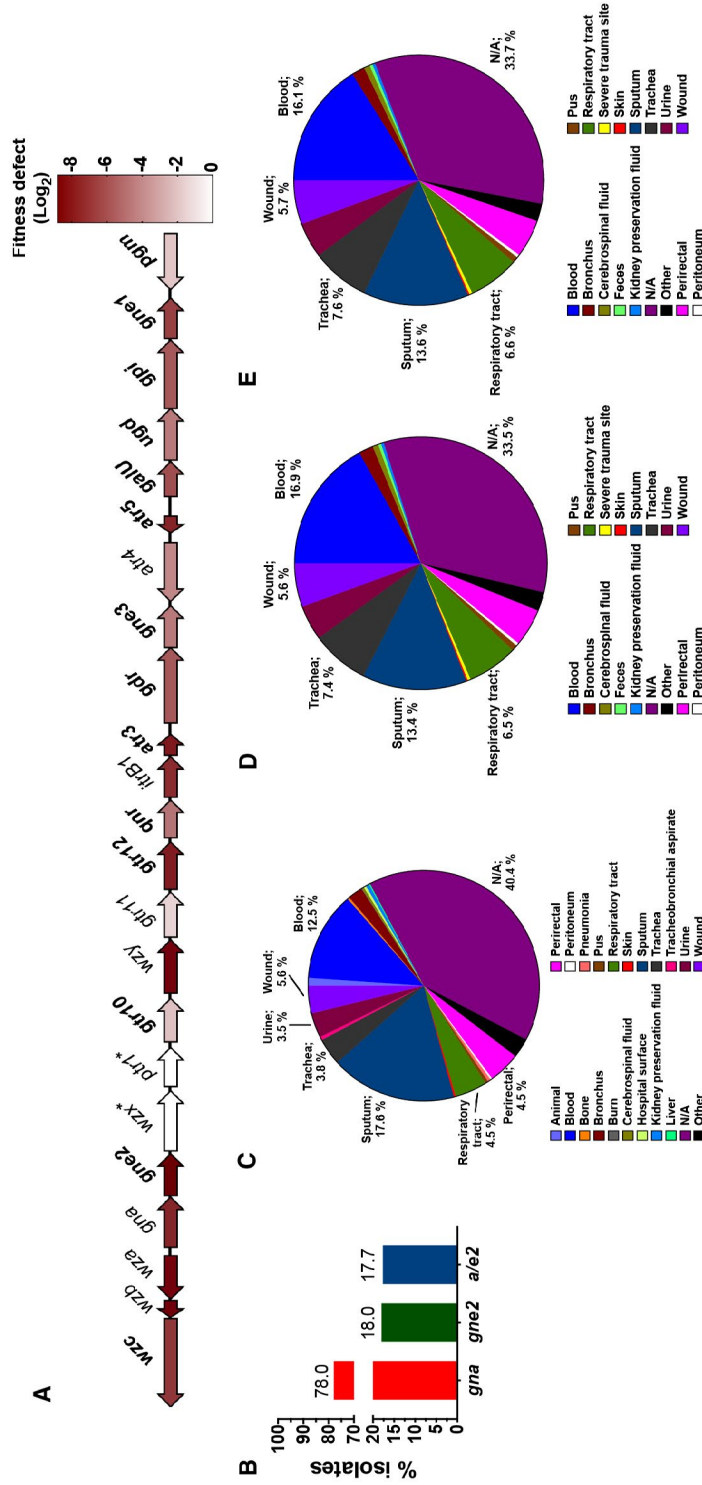 A
wzc
wzb
wza
gna
gne2
wzx*
ptr1*
gtr10
wzy
gtr11
gtr12
qnr
itrB1
atr3
gdr
gne3
atr4
atr5
galU
ugd
gpi
gne1
pgm
Fitness defect
(Log2)
-8
-6
-4
-2
0
B
% isolates
100
90
80
70
20
15
10
5
0
78.0
18.0
17.7
gna
gne2
a/e2
C
Blood;
12.5 %
Wound;
5.6 %
Urine;
3.5 %
Trachea;
3.8 %
Sputum;
17.6 %
Respiratory
tract;
4.5 %
Perirectal;
4.5 %
N/A;
40.4 %
Animal
Blood
Bone
Bronchus
Burn
Cerebrospinal fluid
Hospital surface
Kidney preservation fluid
Liver
N/A
Other
Perirectal
Peritoneum
Pneumonia
Pus
Respiratory tract
Skin
Sputum
Trachea
Tracheobronchial aspirate
Urine
Wound
D
Blood;
16.9 %
Wound;
5.6 %
Trachea;
7.4 %
Sputum;
13.4 %
Respiratory tract;
6.5 %
N/A;
33.5 %
Blood
Bronchus
Cerebrospinal fluid
Feces
Kidney preservation fluid
N/A
Other
Perirectal
Peritoneum
Pus
Respiratory tract
Severe trauma site
Skin
Sputum
Trachea
Urine
Wound
E
Blood;
16.1 %
Wound;
5.7 %
Trachea;
7.6 %
Sputum;
13.6 %
Respiratory tract;
6.6 %
N/A;
33.7 %
Blood
Bronchus
Cerebrospinal fluid
Feces
Kidney preservation fluid
N/A
Other
Perirectal
Peritoneum
Pus
Respiratory tract
Severe trauma site
Skin
Sputum
Trachea
Urine
Wound